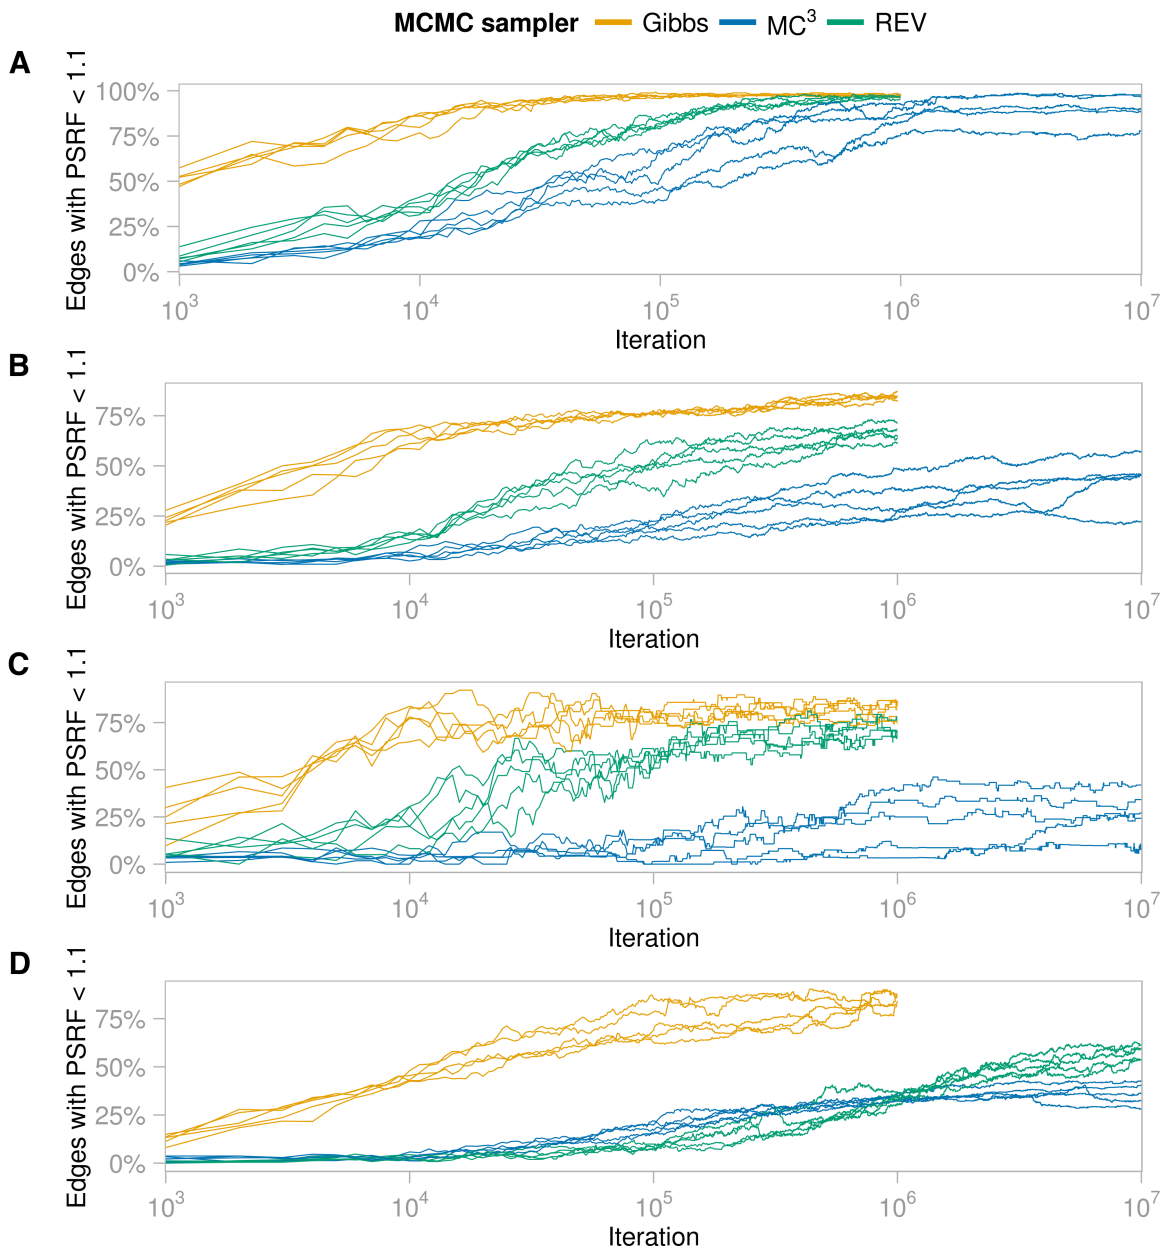 MCMC sampler Gibbs MC³ REV
A
Edges with PSRF < 1.1
100%
75%
50%
25%
0%
10³ 10⁴ 10⁵ 10⁶ 10⁷
Iteration
B
Edges with PSRF < 1.1
75%
50%
25%
0%
10³ 10⁴ 10⁵ 10⁶ 10⁷
Iteration
C
Edges with PSRF < 1.1
75%
50%
25%
0%
10³ 10⁴ 10⁵ 10⁶ 10⁷
Iteration
D
Edges with PSRF < 1.1
75%
50%
25%
0%
10³ 10⁴ 10⁵ 10⁶ 10⁷
Iteration